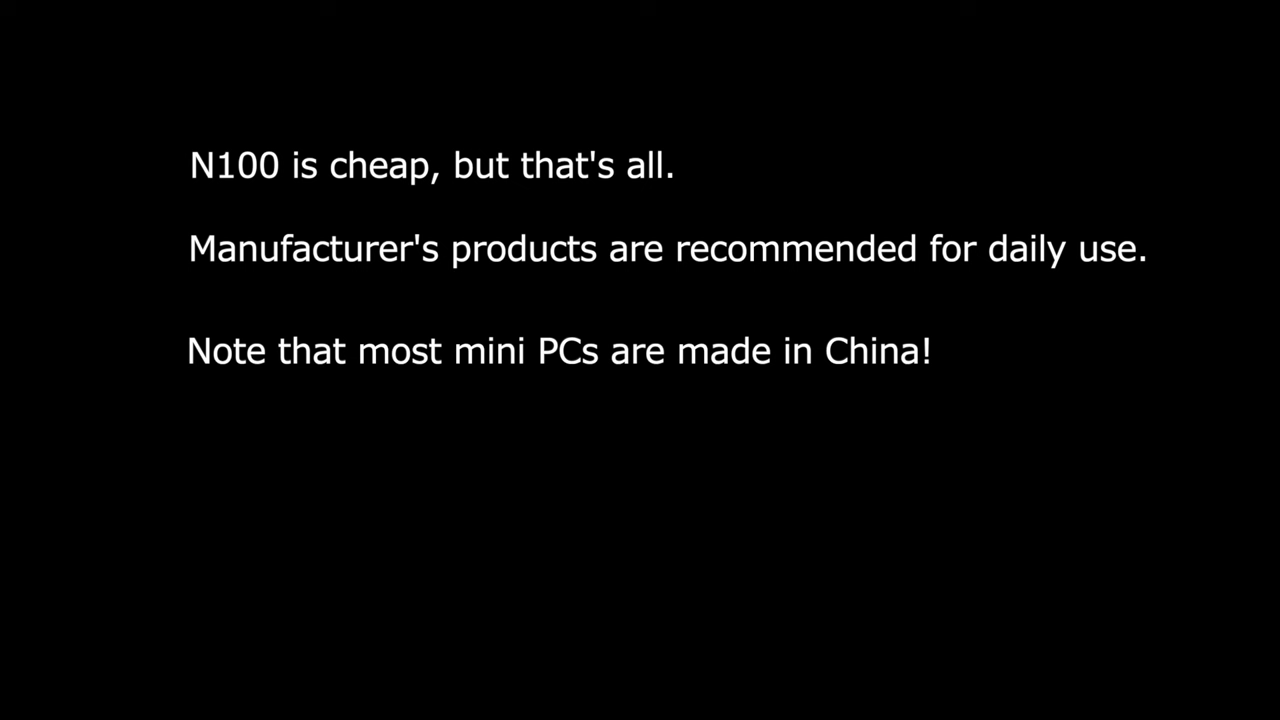 N100 is cheap, but that's all.
Manufacturer's products are recommended for daily use.
Note that most mini PCs are made in China!